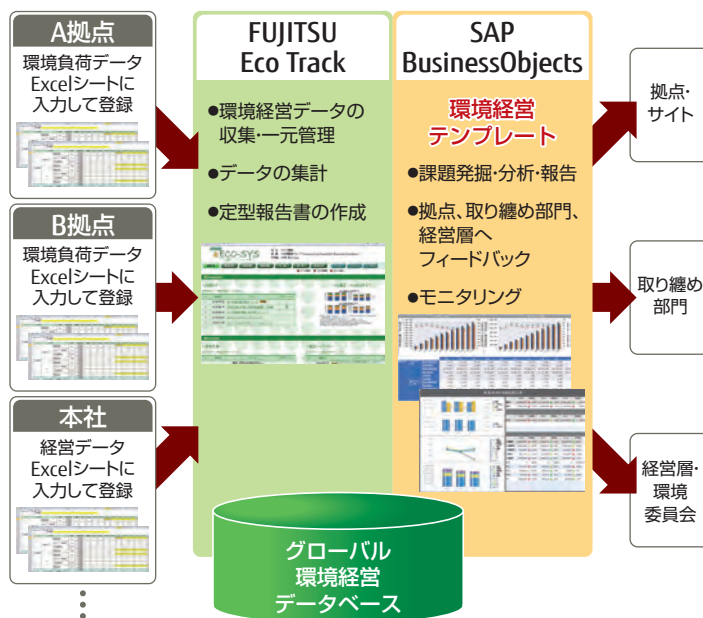 A拠点
環境負荷データ
Excelシートに
入力して登録
B拠点
環境負荷データ
Excelシートに
入力して登録
本社
経営データ
Excelシートに
入力して登録
FUJITSU
Eco Track
●環境経営データの
収集・一元管理
●データの集計
●定型報告書の作成
ECO-SYS
SAP
BusinessObjects
環境経営
テンプレート
●課題発掘・分析・報告
●拠点、取り纏め部門、
経営層へ
フィードバック
●モニタリング
グローバル
環境経営
データベース
拠点・
サイト
取り纏め
部門
経営層・
環境
委員会